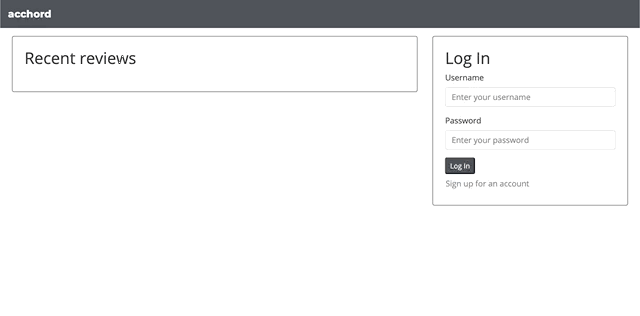 acchord
Recent reviews
Log In
Username
Enter your username
Password
Enter your password
Log In
Sign up for an account